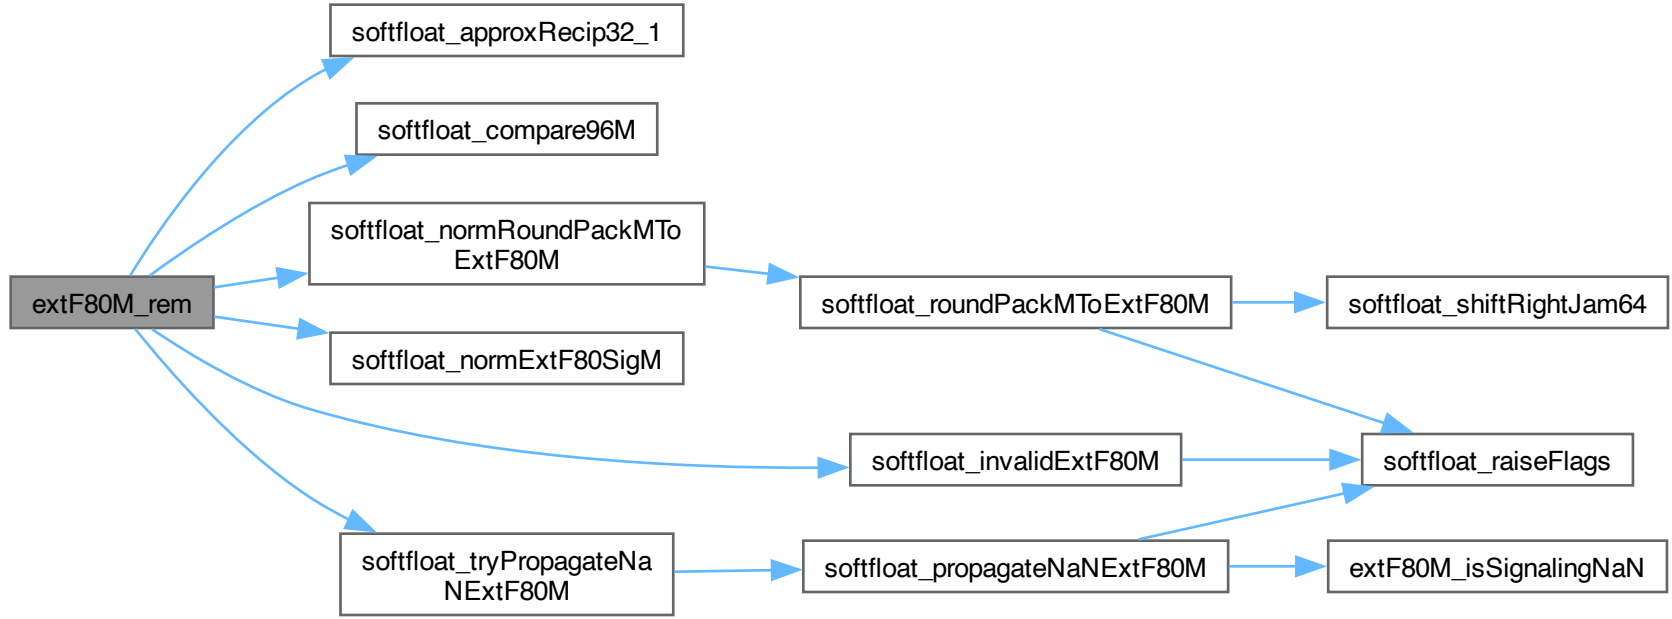 softfloat_approxRecip32_1
softfloat_compare96M
softfloat_normRoundPackMTo
ExtF80M
extF80M_rem
softfloat_roundPackMToExtF80M
softfloat_shiftRightJam64
softfloat_normExtF80SigM
softfloat_invalidExtF80M
softfloat_raiseFlags
softfloat_tryPropagateNa
NExtF80M
softfloat_propagateNaNExtF80M
extF80M_isSignalingNaN